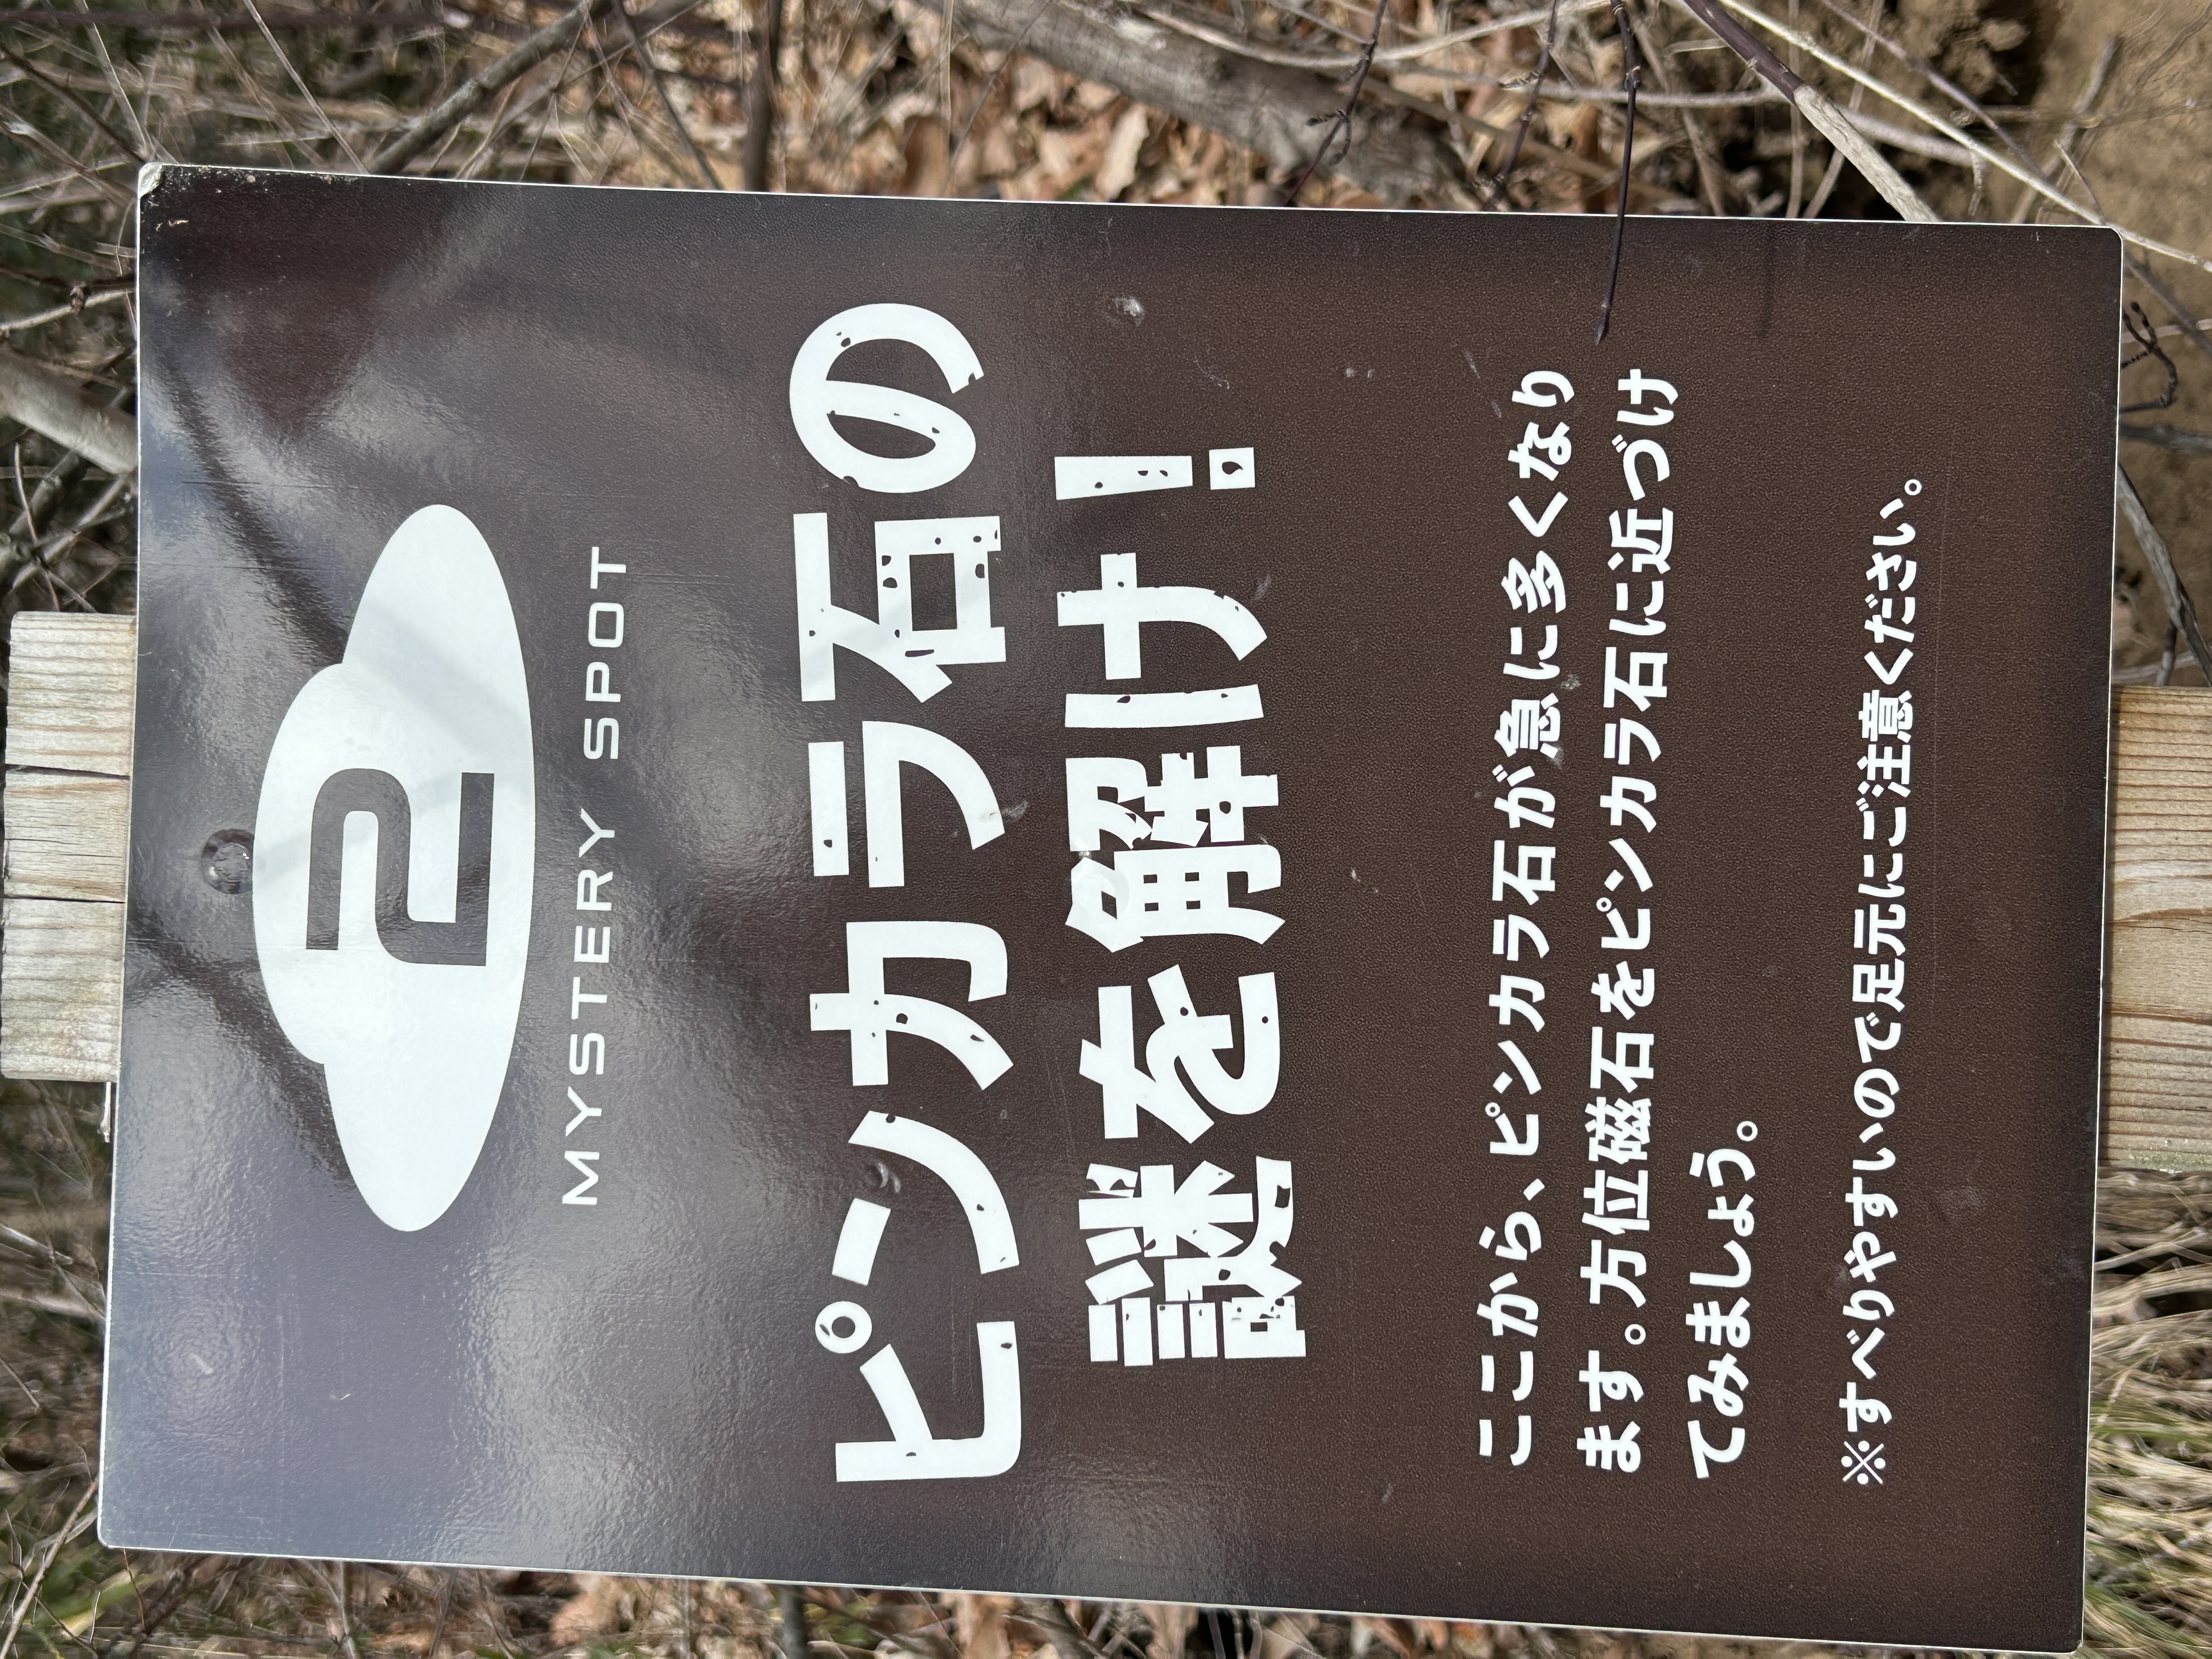 2
MYSTERY SPOT
ピンカラ石の
謎を解け!
ここから、ピンカラ石が急に多くなり
ます。方位磁石をピンカラ石に近づけ
てみましょう。
※すべりやすいので足元にご注意ください。